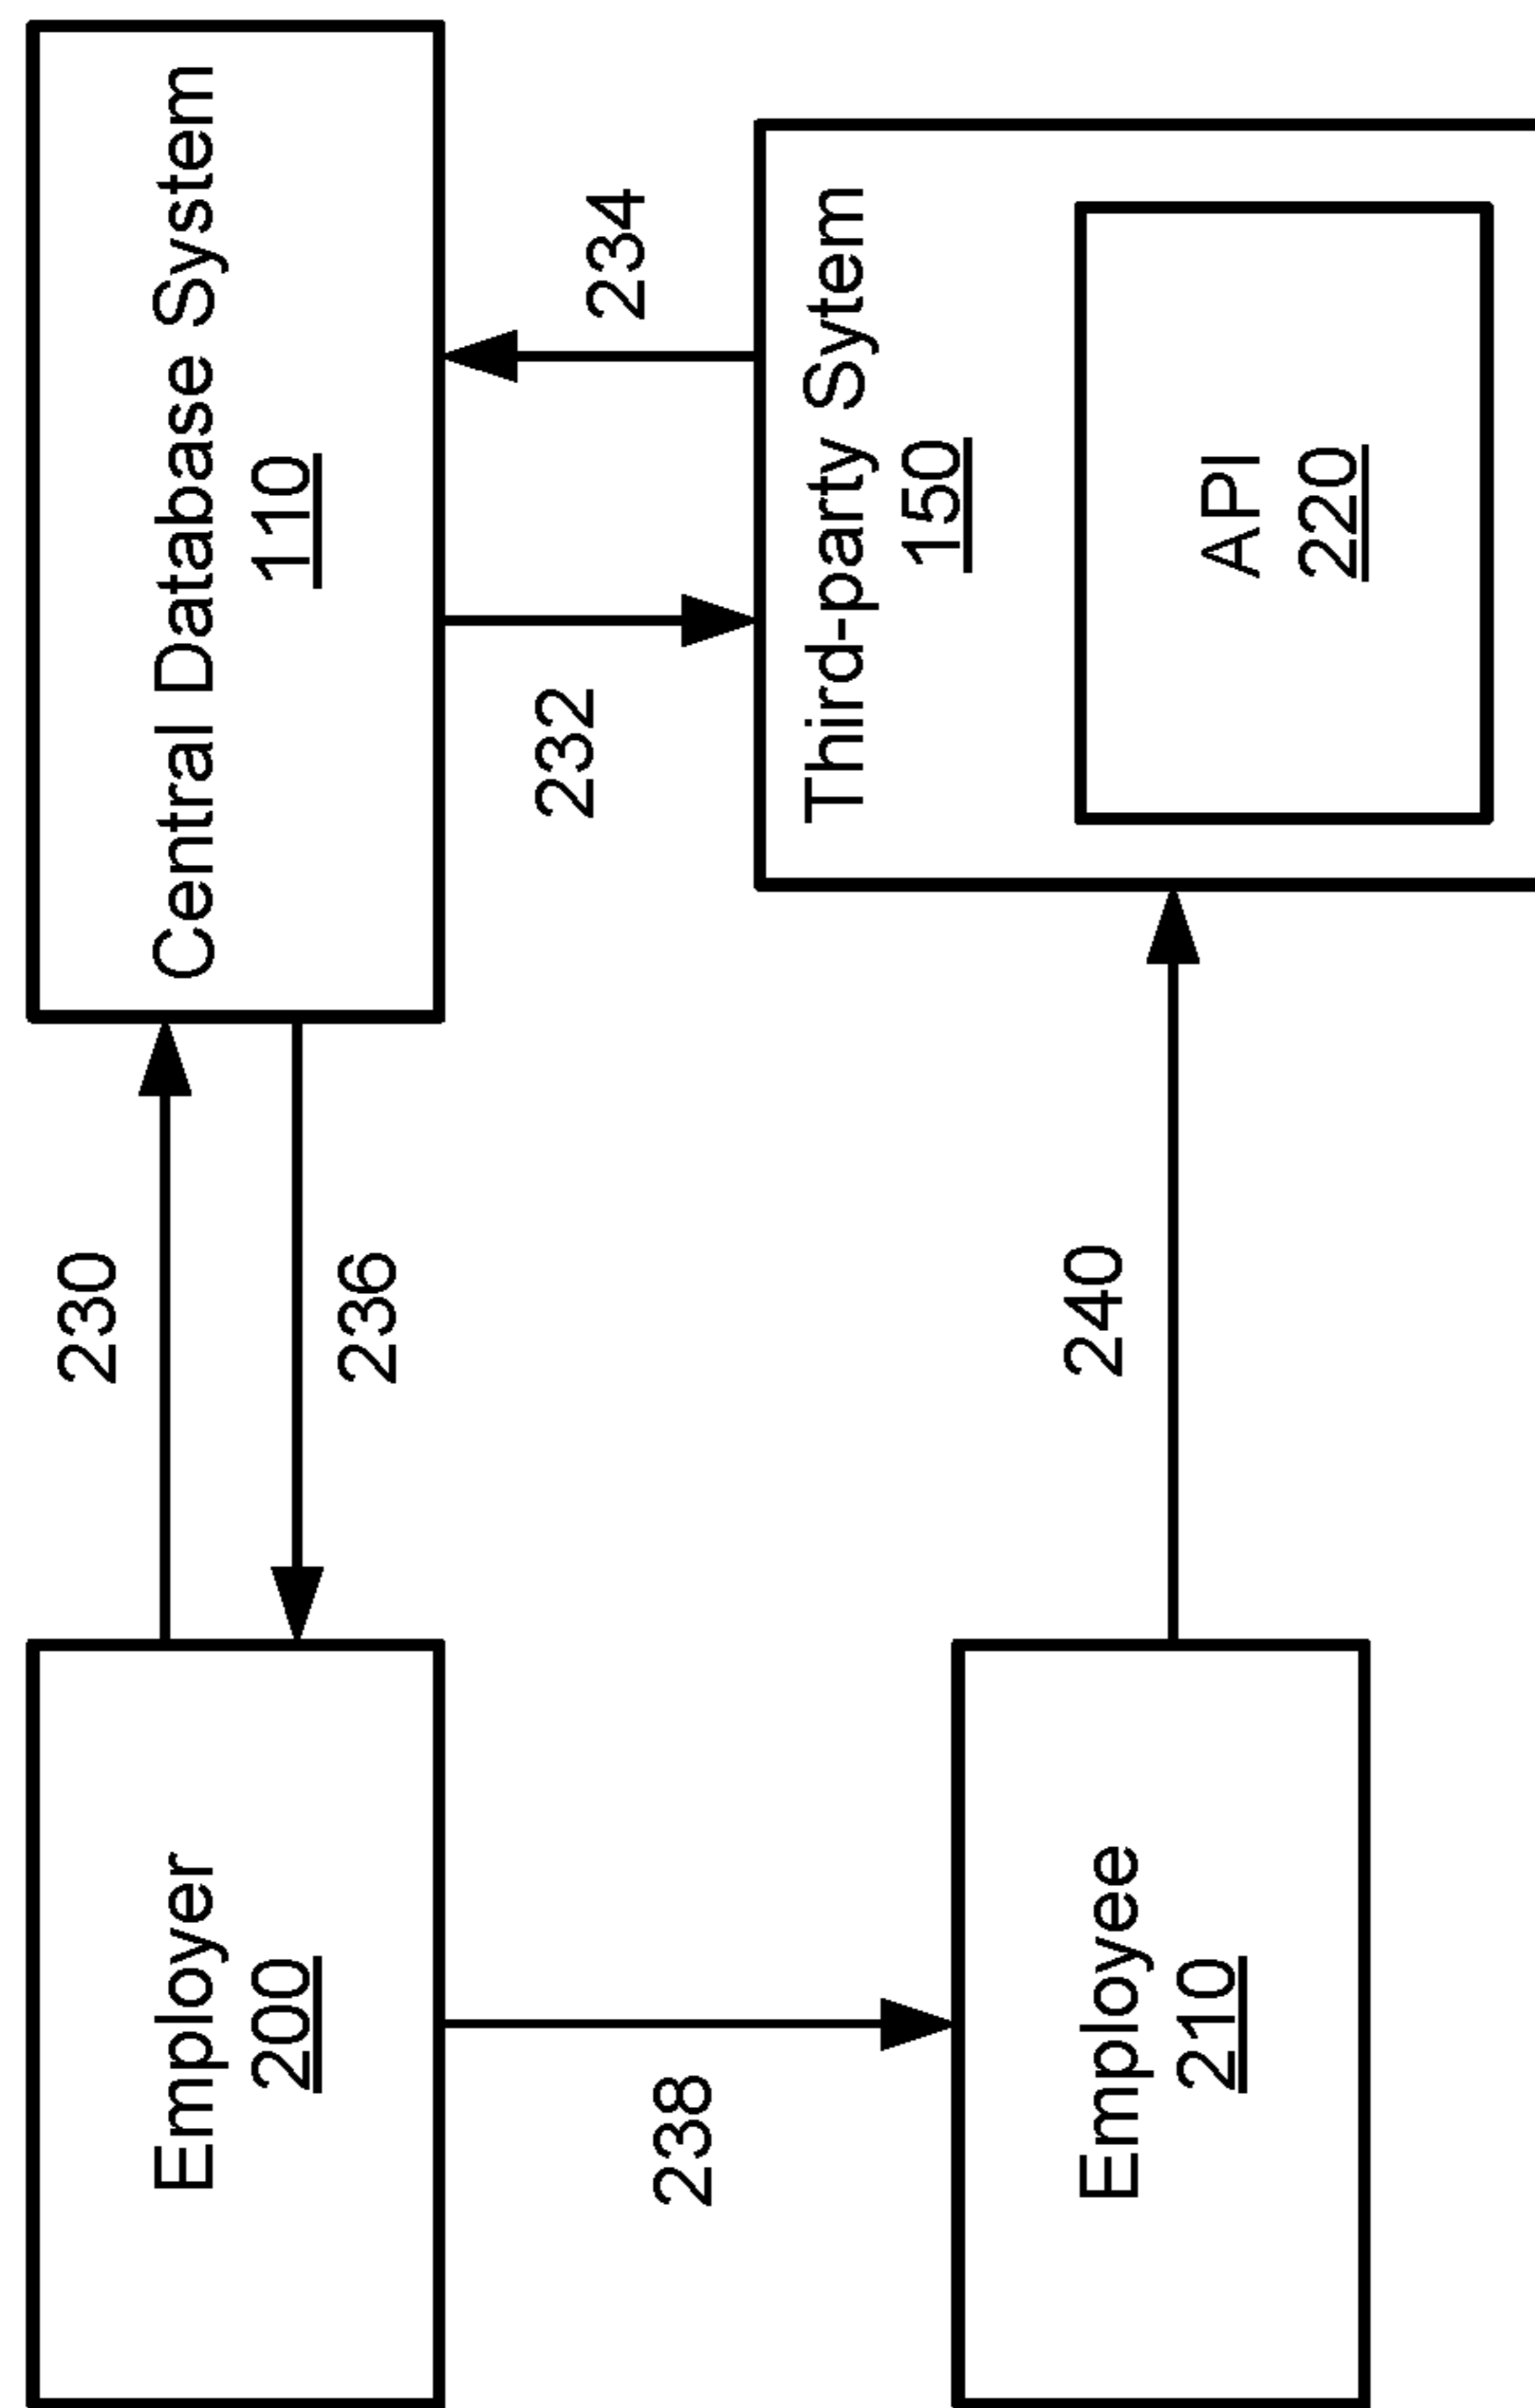 Employer
200
230
236
Central Database System
110
238
232
234
Employee
210
240
Third-party Sytem
150
API
220